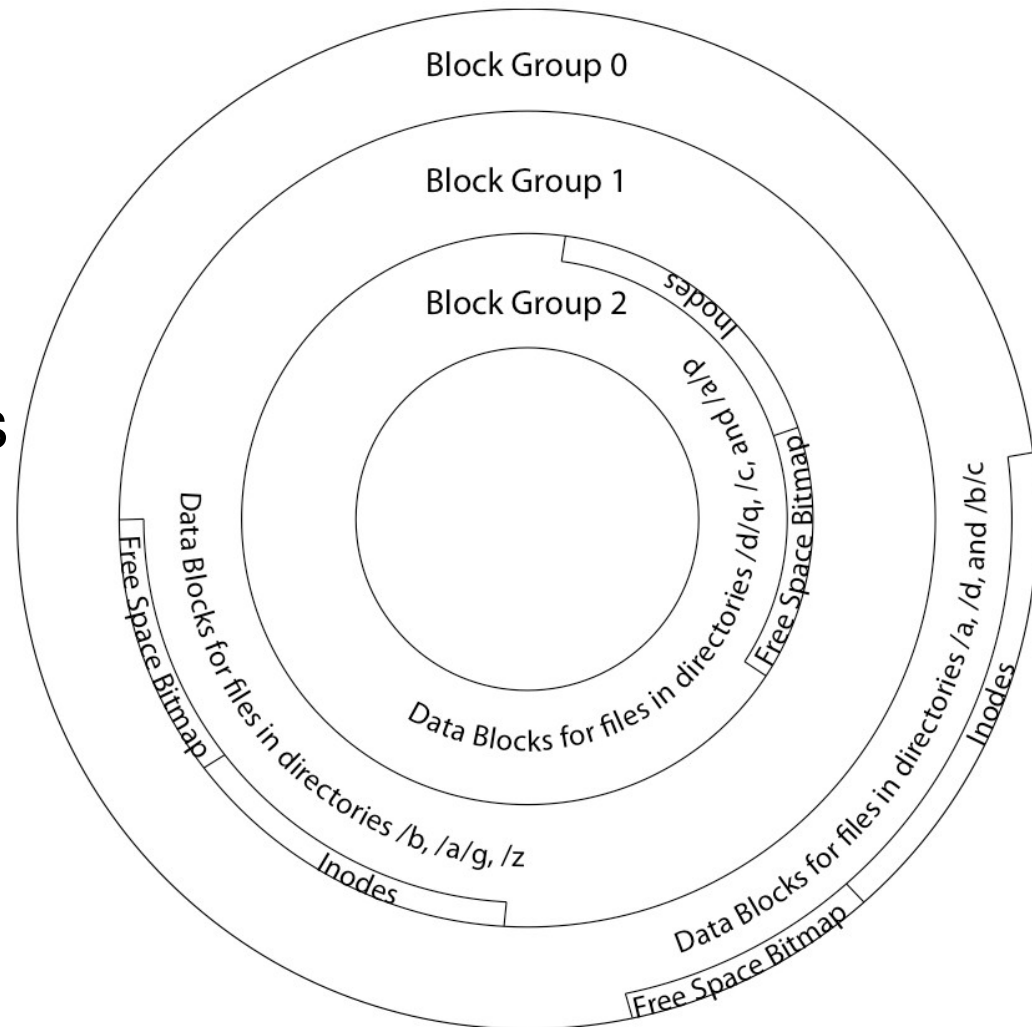 Block Group 0
Block Group 1
Block Group 2
Inodes
Free Space Bitmap
Data Blocks for files in directories /d/q, /c, and /a/p
Free Space Bitmap
Inodes
Data Blocks for files in directories /b, /a/g, /z
Inodes
Free Space Bitmap
Data Blocks for files in directories /a, /d, and /b/c
s